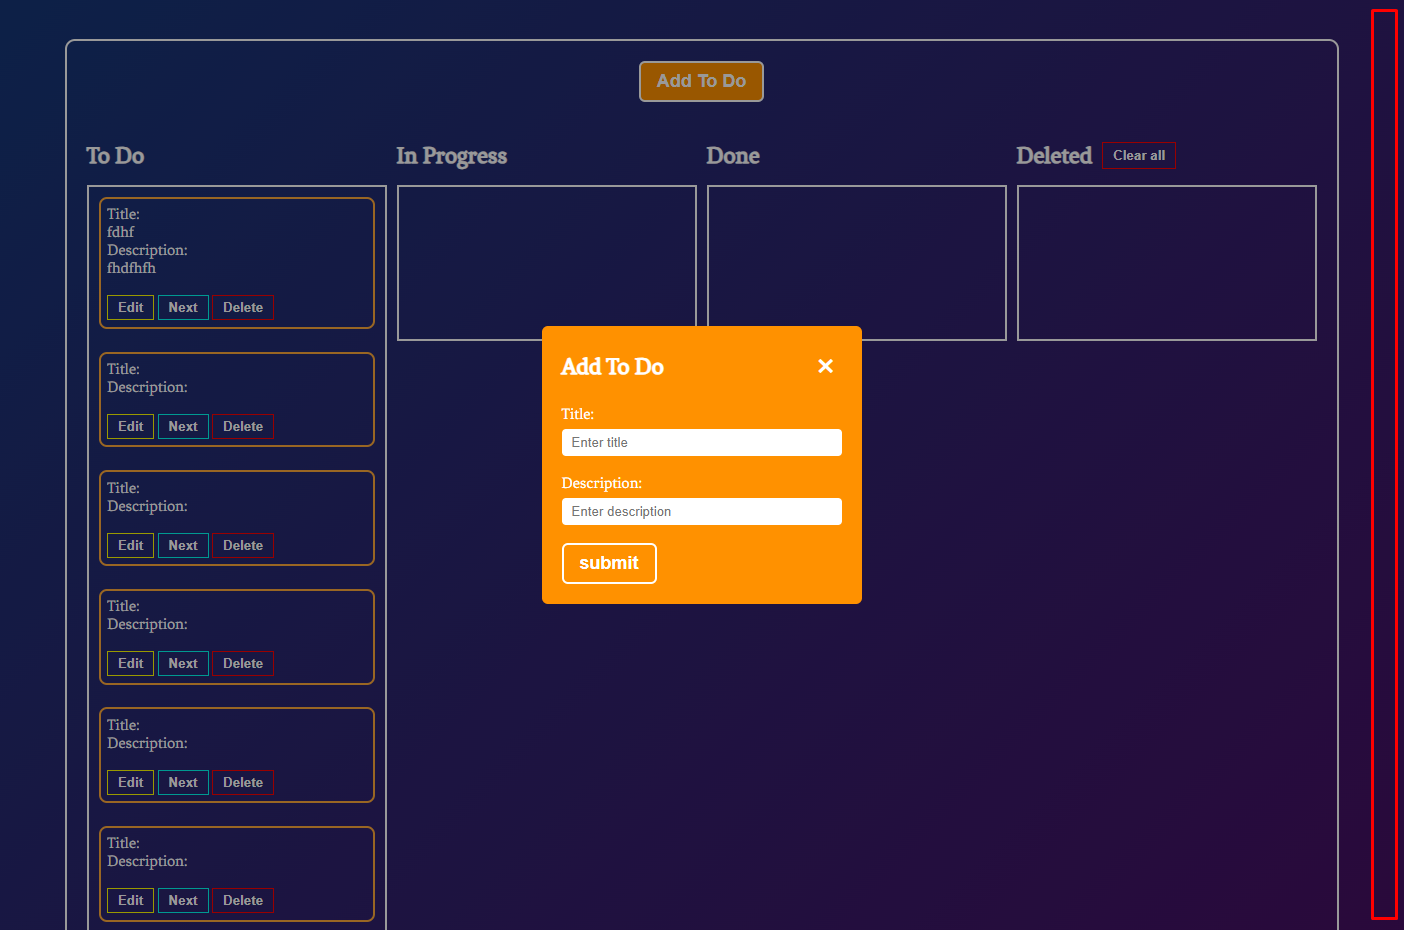 Add To Do
To Do
In Progress
Done
Deleted
Clear all
Title:
fdhf
Description:
fhdfhfh
Edit Next Delete
Title:
Description:
Edit Next Delete
Title:
Description:
Edit Next Delete
Title:
Description:
Edit Next Delete
Title:
Description:
Edit Next Delete
Title:
Description:
Edit Next Delete
Add To Do ×
Title:
Enter title
Description:
Enter description
submit